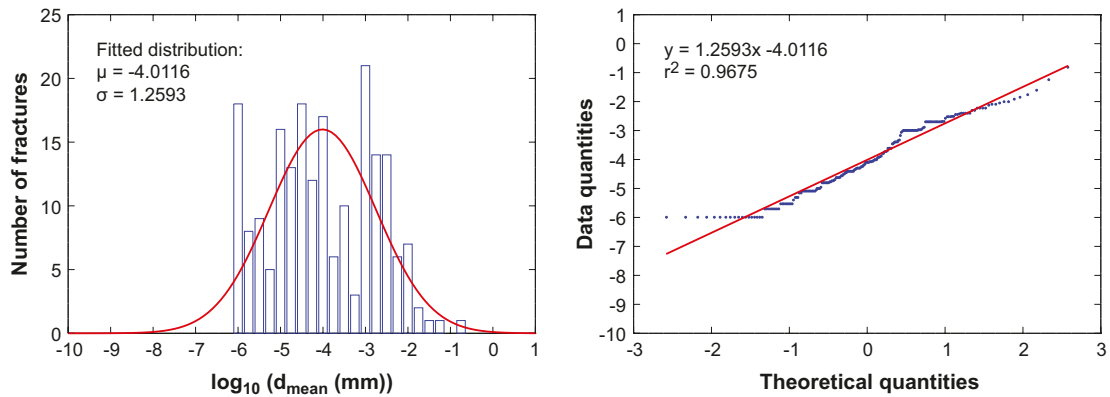 25
20
15
10
5
0
Number of fractures
Fitted distribution:
μ = -4.0116
σ = 1.2593
-10 -9 -8 -7 -6 -5 -4 -3 -2 -1 0 1
log10 (dmean (mm))
1
0
-1
-2
-3
-4
-5
-6
-7
-8
-9
-10
Data quantities
y = 1.2593x -4.0116
r2 = 0.9675
-3 -2 -1 0 1 2 3
Theoretical quantities